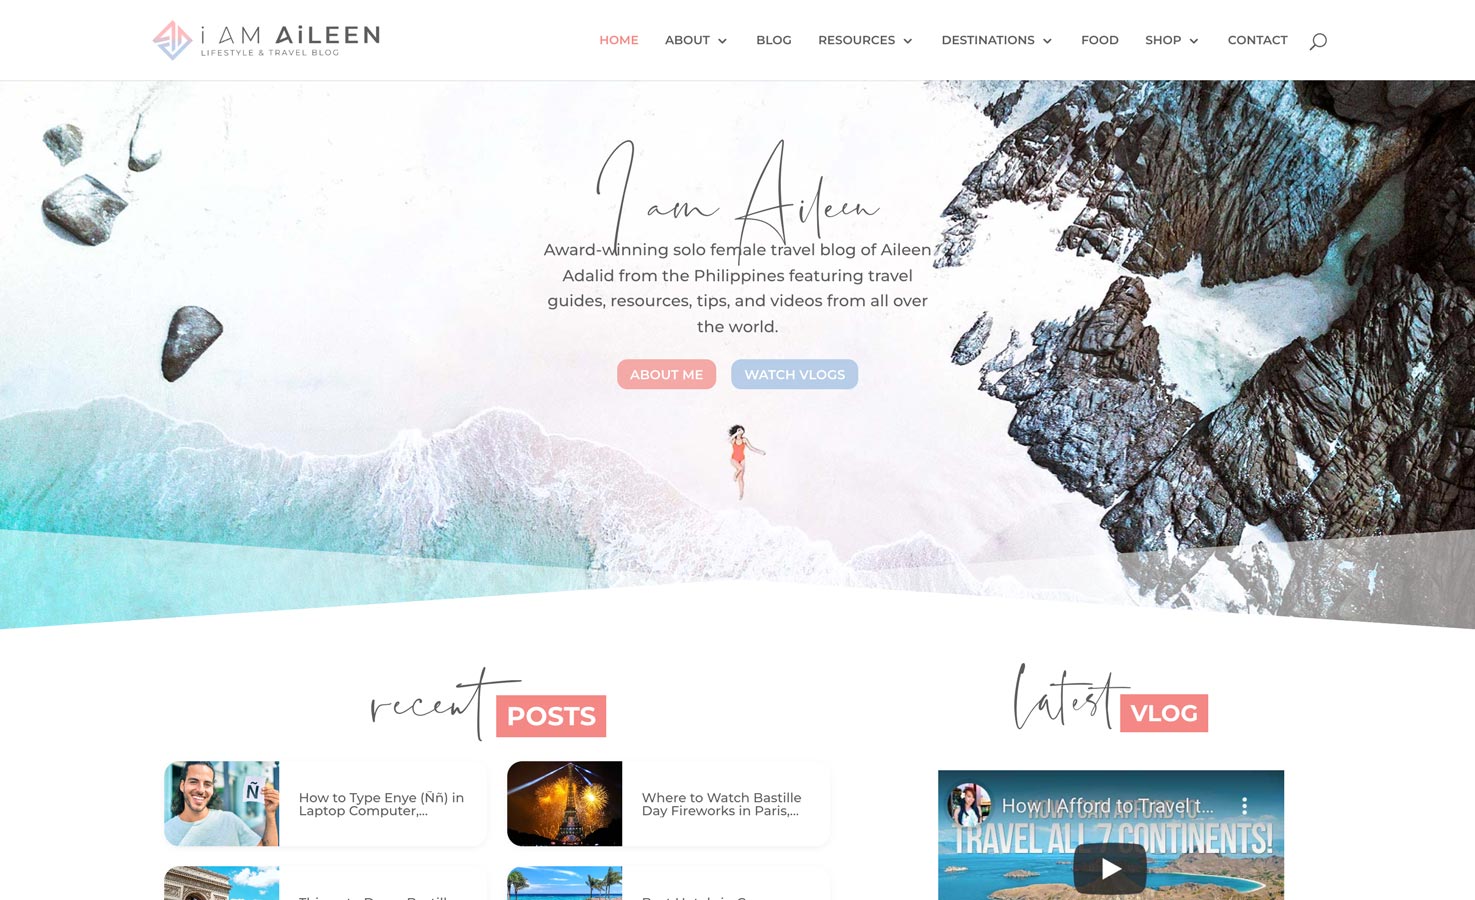 i AM AiLEEN
LIFESTYLE & TRAVEL BLOG
HOME ABOUT BLOG RESOURCES DESTINATIONS FOOD SHOP CONTACT
I am Aileen
Award-winning solo female travel blog of Aileen
Adalid from the Philippines featuring travel
guides, resources, tips, and videos from all over
the world.
ABOUT ME WATCH VLOGS
recent POSTS
latest VLOG
Ñ
How to Type Enye (Ññ) in
Laptop Computer,...
Where to Watch Bastille
Day Fireworks in Paris,...
How I Afford to Travel t...
HOW I CAN AFFORD TO
TRAVEL ALL 7 CONTINENTS!